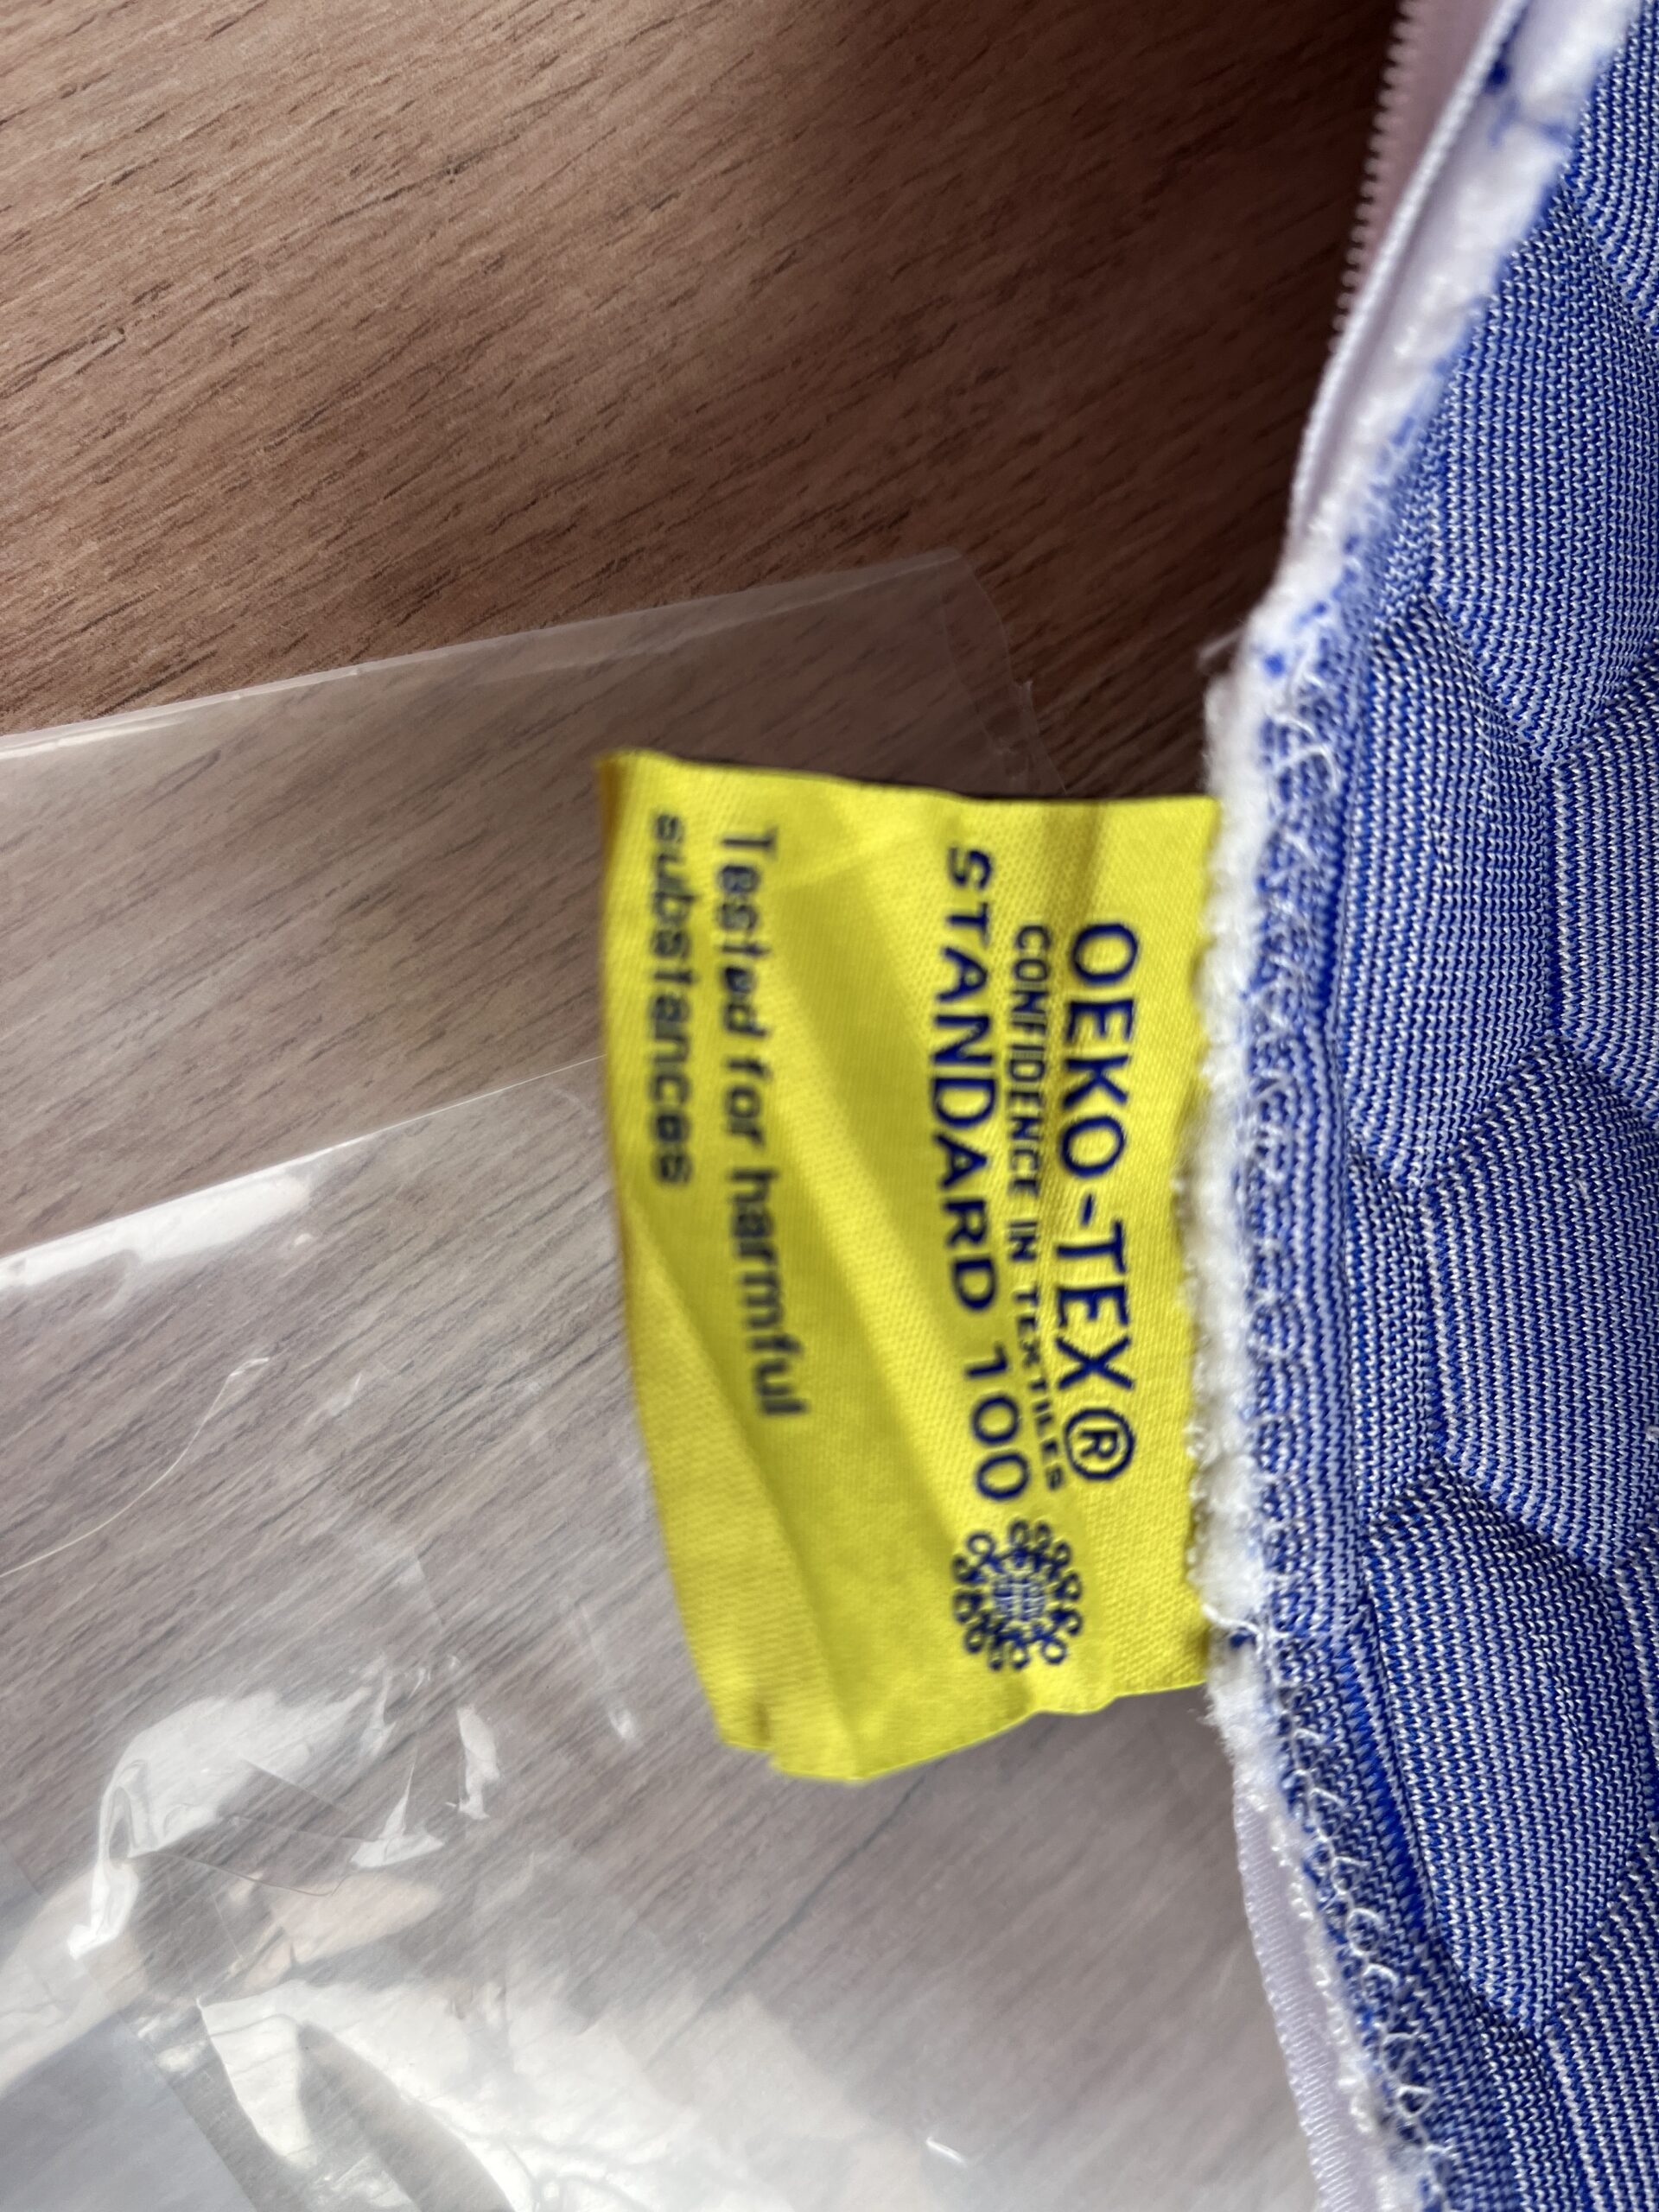 OEKO-TEX®
CONFIDENCE IN TEXTILES
STANDARD 100
Tested for harmful
substances